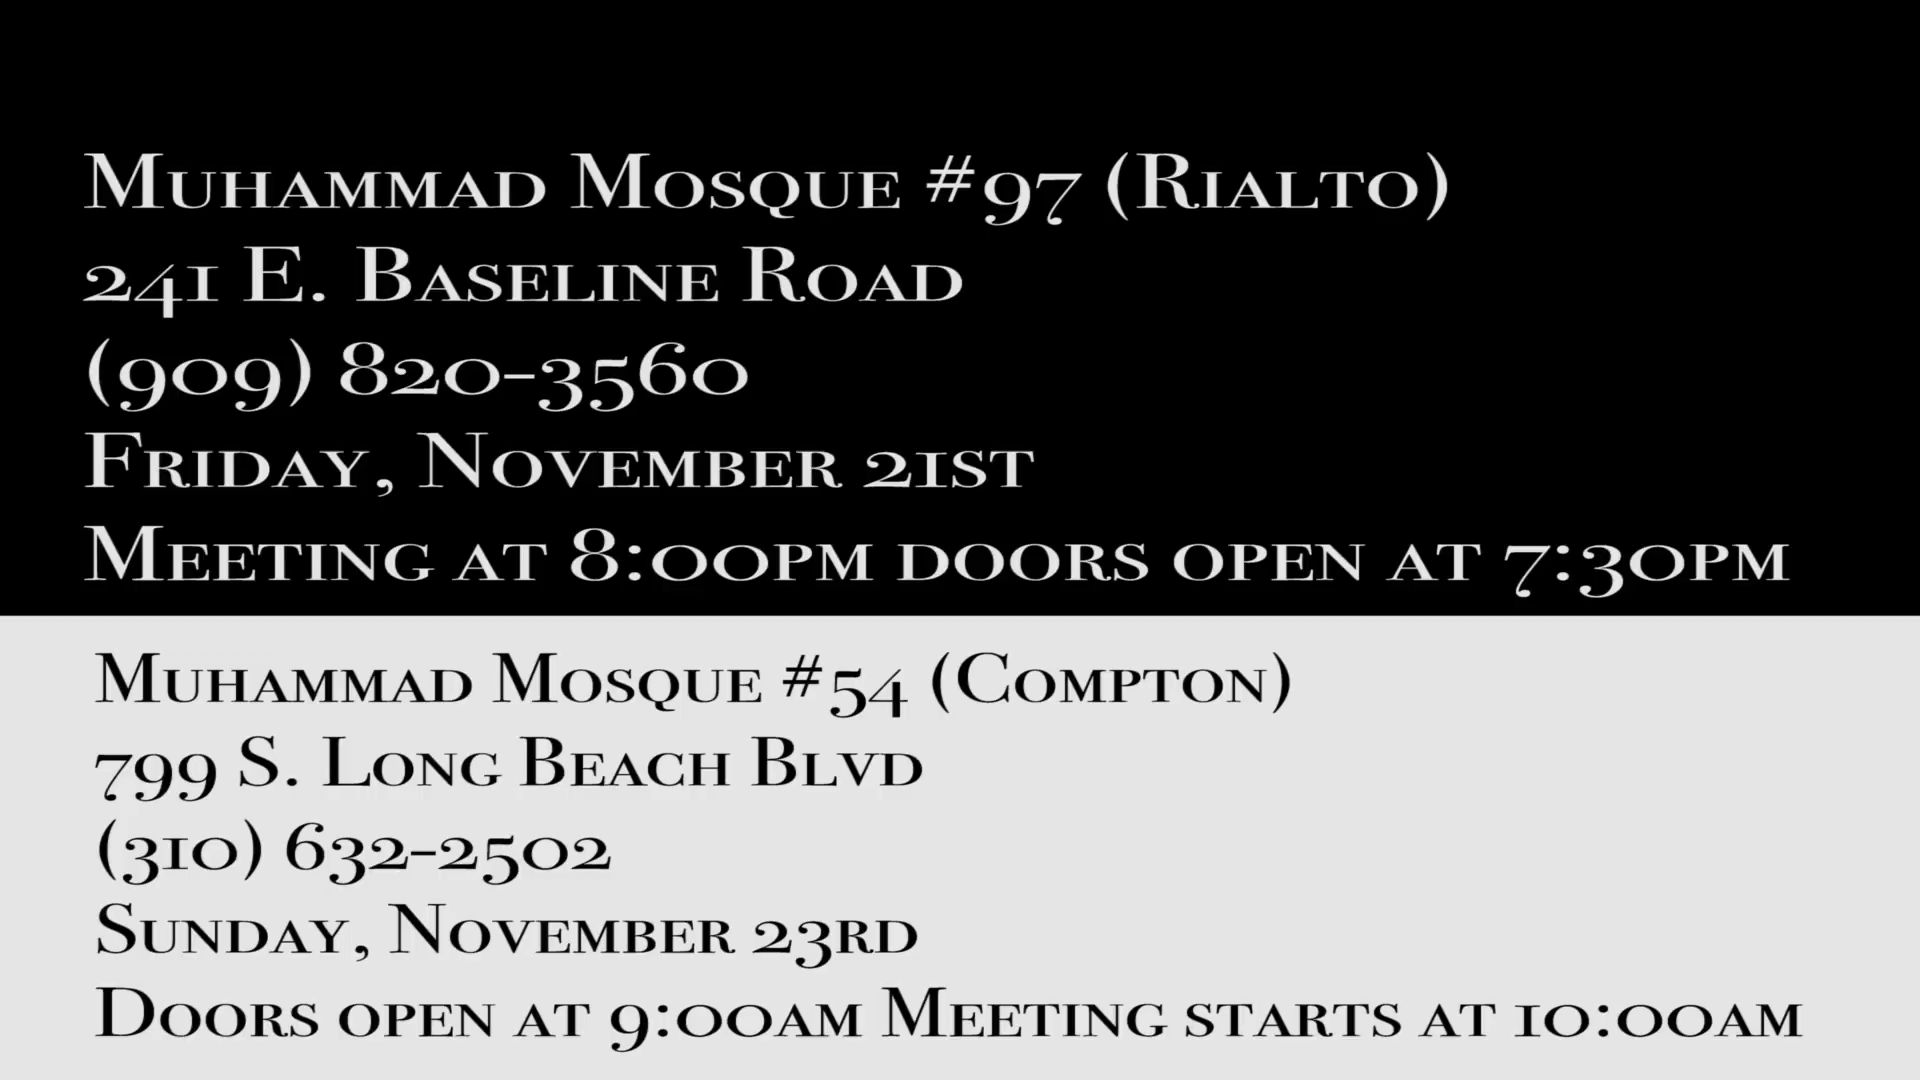 Muhammad Mosque #97 (Rialto)
241 E. Baseline Road
(909) 820-3560
Friday, November 21st
Meeting at 8:00pm doors open at 7:30pm
Muhammad Mosque #54 (Compton)
799 S. Long Beach Blvd
(310) 632-2502
Sunday, November 23rd
Doors open at 9:00am Meeting starts at 10:00am